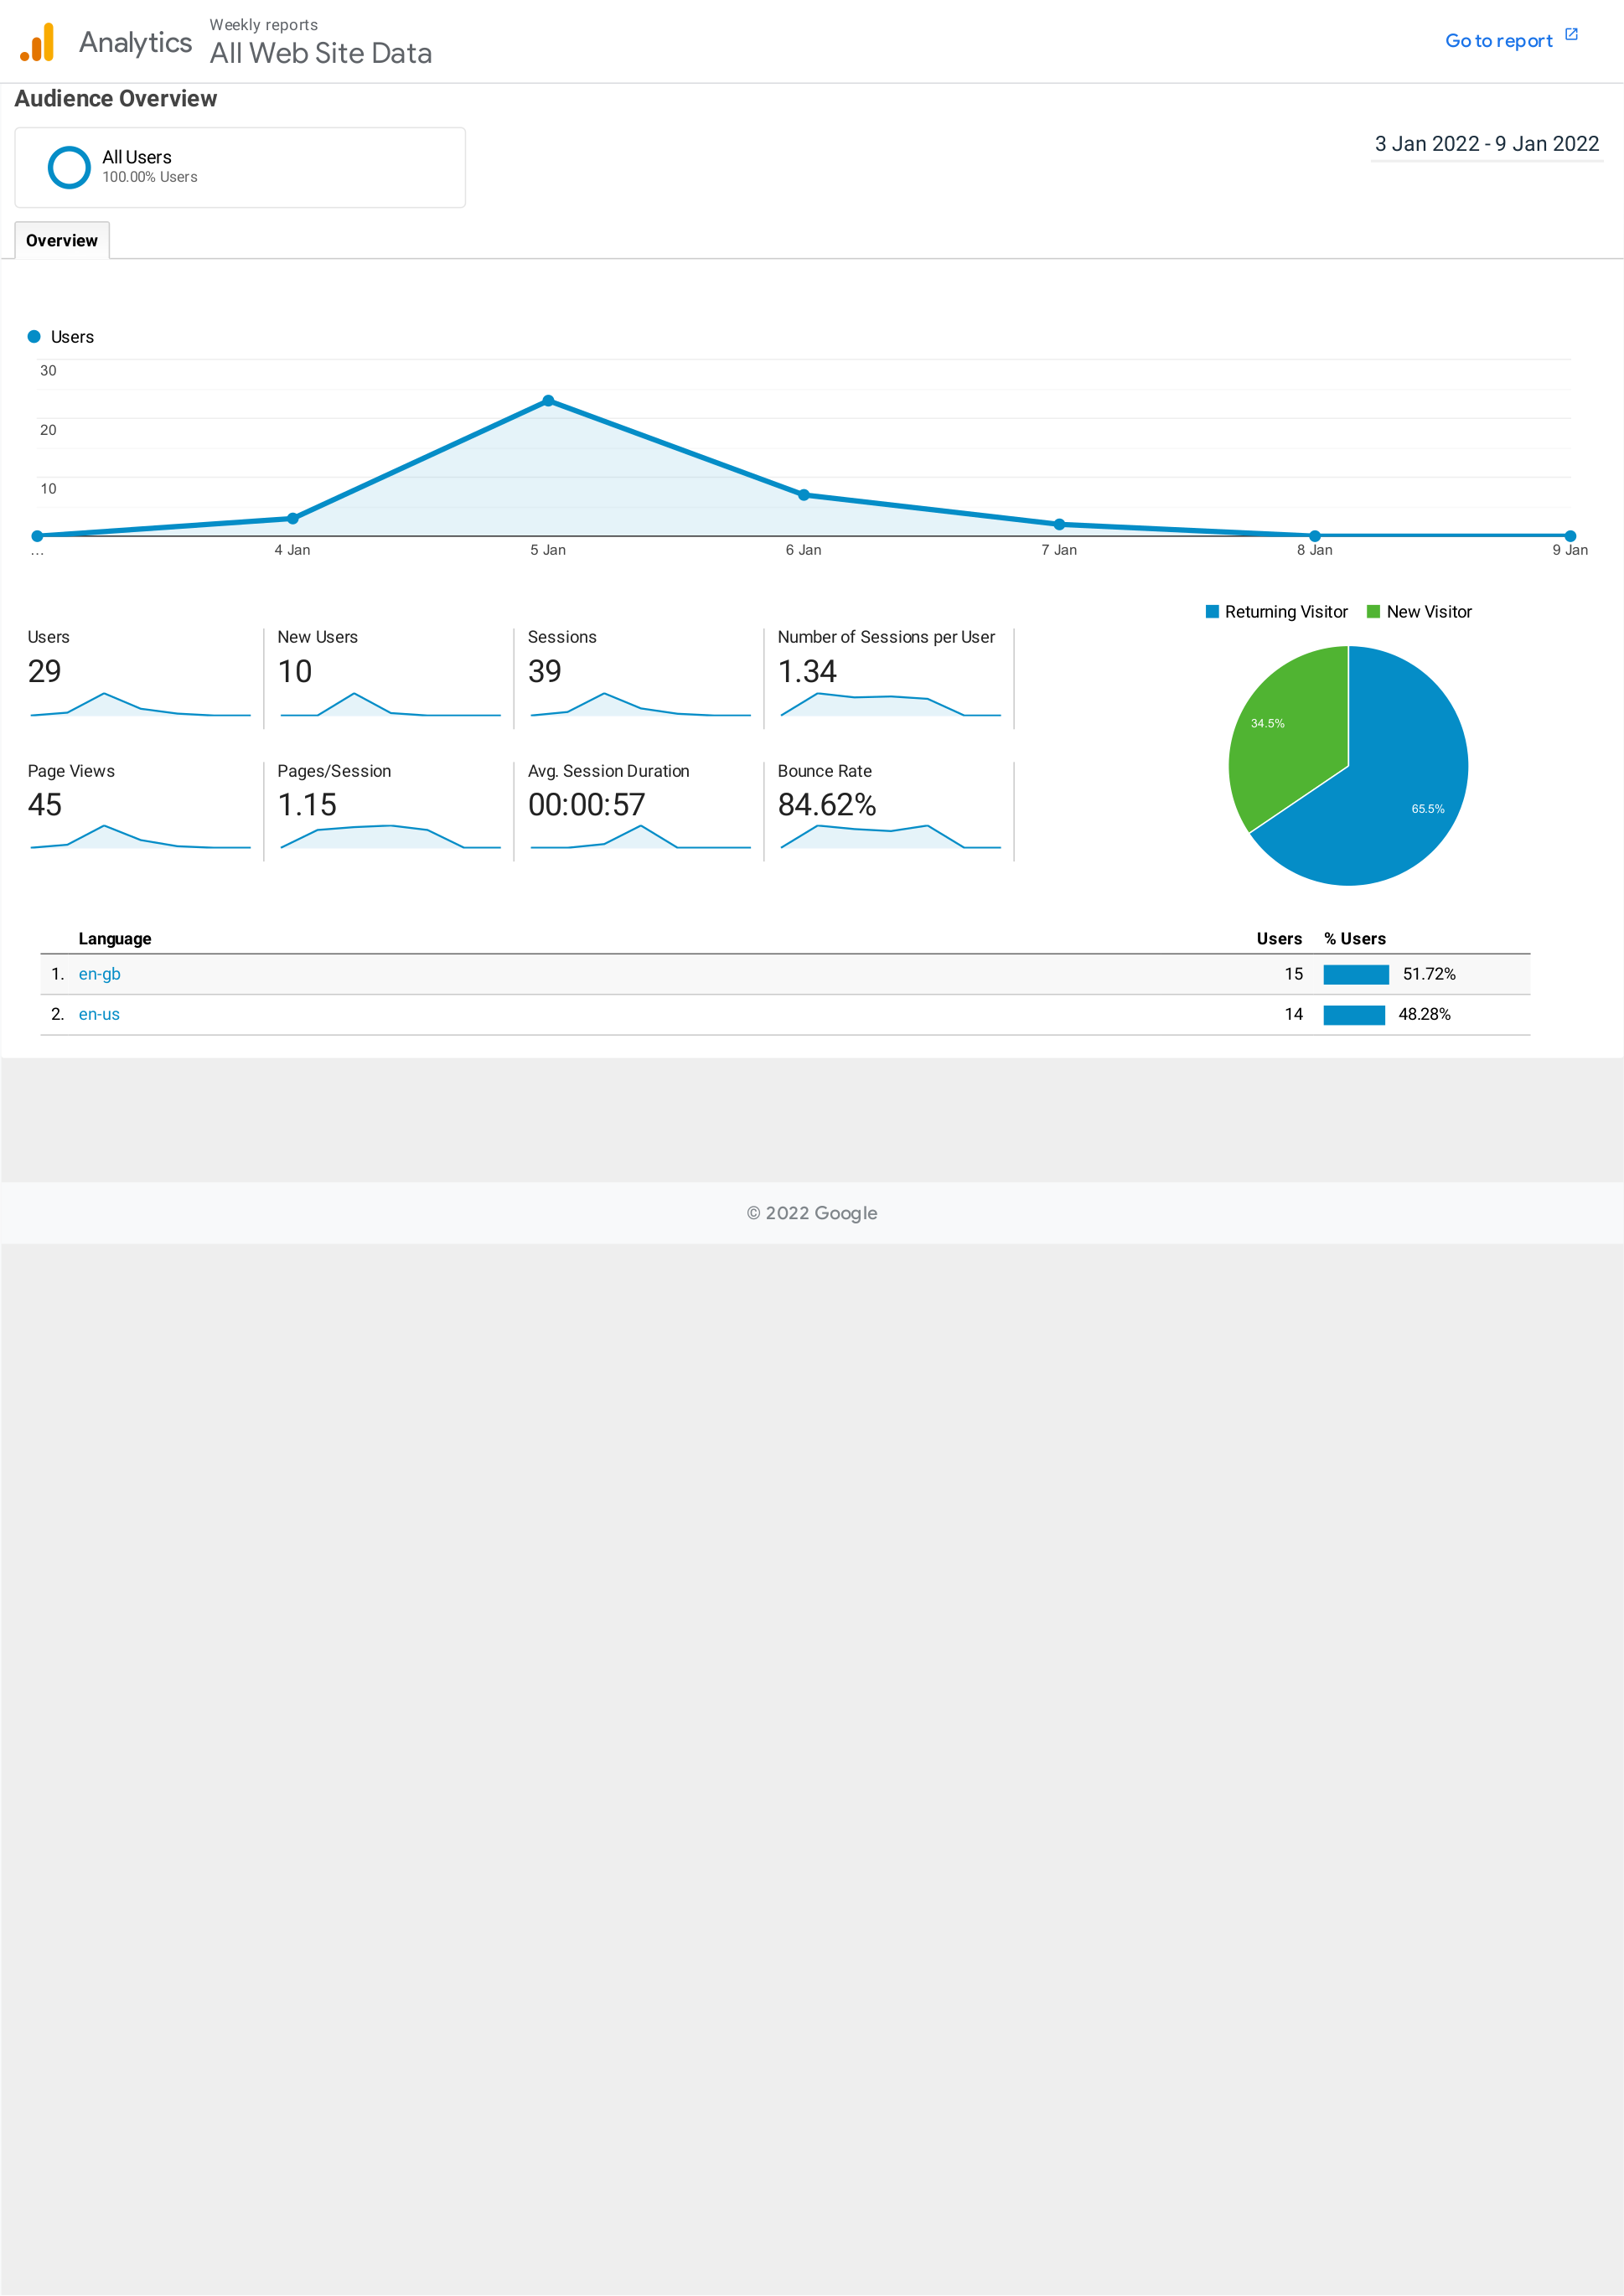 Analytics
Weekly reports
All Web Site Data
Go to report
Audience Overview
All Users
100.00% Users
3 Jan 2022 - 9 Jan 2022
Overview
Users
30
20
10
... 4 Jan 5 Jan 6 Jan 7 Jan 8 Jan 9 Jan
Returning Visitor New Visitor
34.5%
65.5%
Users
29
New Users
10
Sessions
39
Number of Sessions per User
1.34
Page Views
45
Pages/Session
1.15
Avg. Session Duration
00:00:57
Bounce Rate
84.62%
Language Users % Users
1. en-gb 15 51.72%
2. en-us 14 48.28%
© 2022 Google